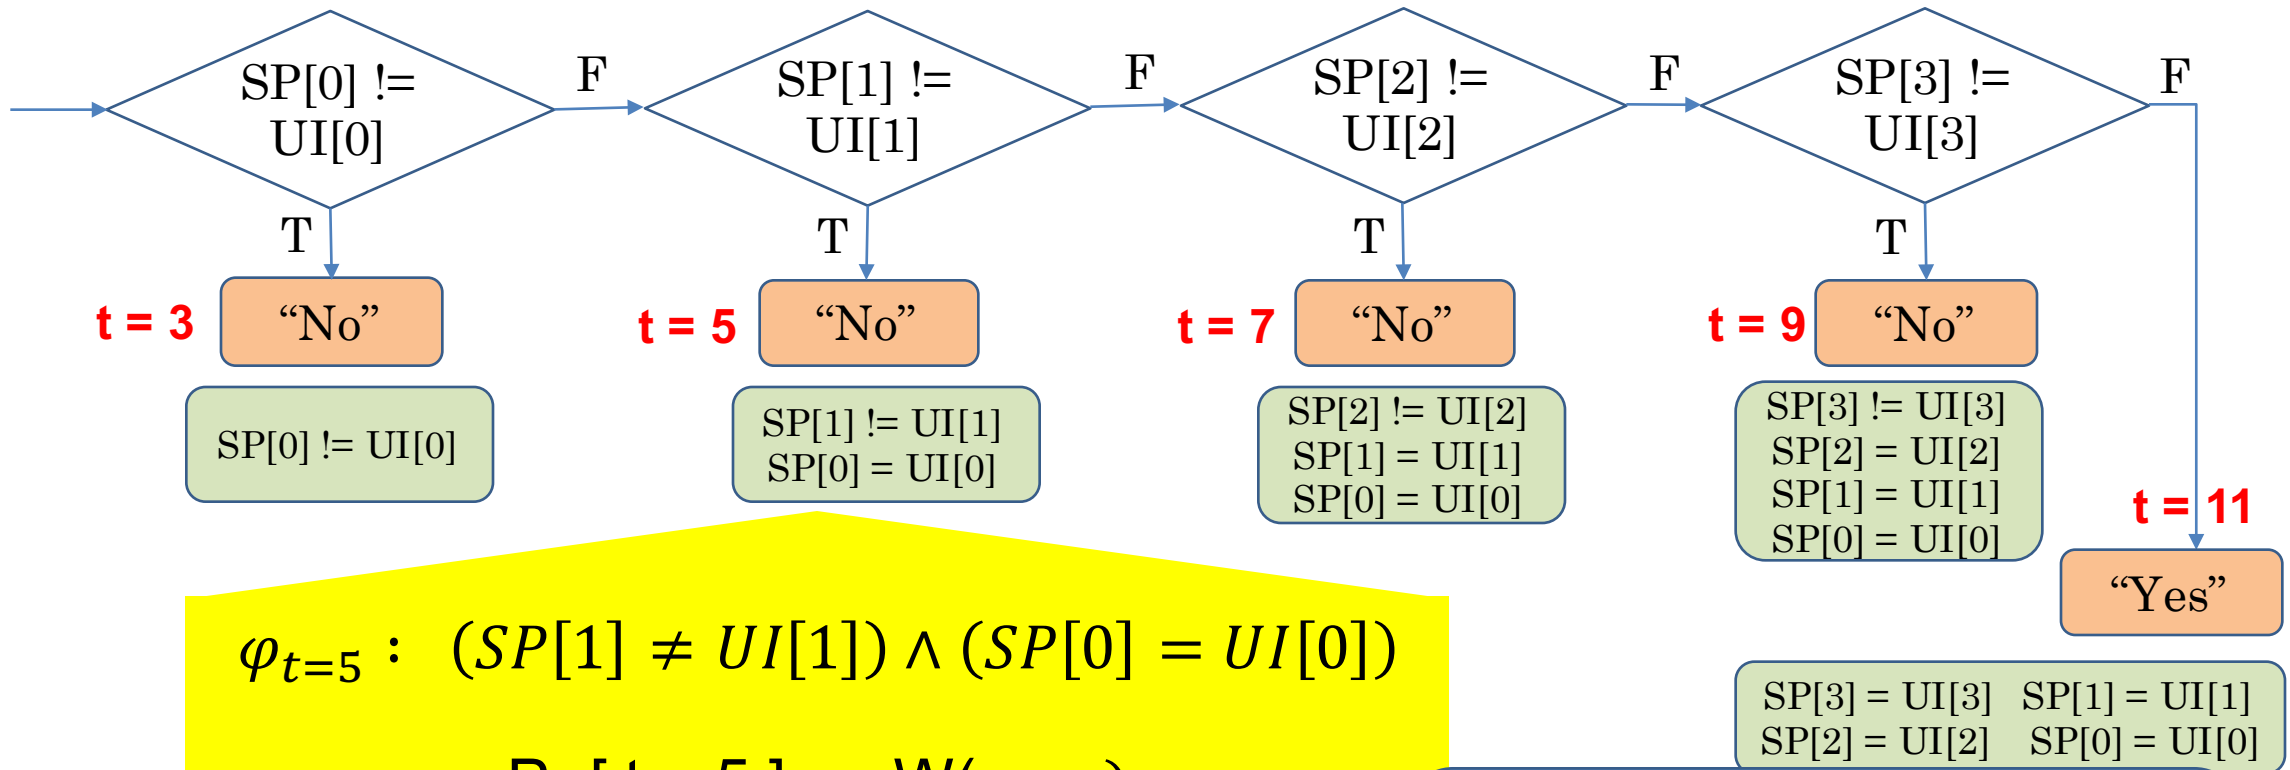 SP[0] !=
UI[0]
F
SP[1] !=
UI[1]
F
SP[2] !=
UI[2]
F
SP[3] !=
UI[3]
F
T
T
T
T
t = 3
“No”
t = 5
“No”
t = 7
“No”
t = 9
“No”
SP[0] != UI[0]
SP[1] != UI[1]
SP[0] = UI[0]
SP[2] != UI[2]
SP[1] = UI[1]
SP[0] = UI[0]
SP[3] != UI[3]
SP[2] = UI[2]
SP[1] = UI[1]
SP[0] = UI[0]
t = 11
“Yes”
φt=5 : (SP[1] ≠ UI[1]) ∧ (SP[0] = UI[0])
SP[3] = UI[3] SP[1] = UI[1]
SP[2] = UI[2] SP[0] = UI[0]